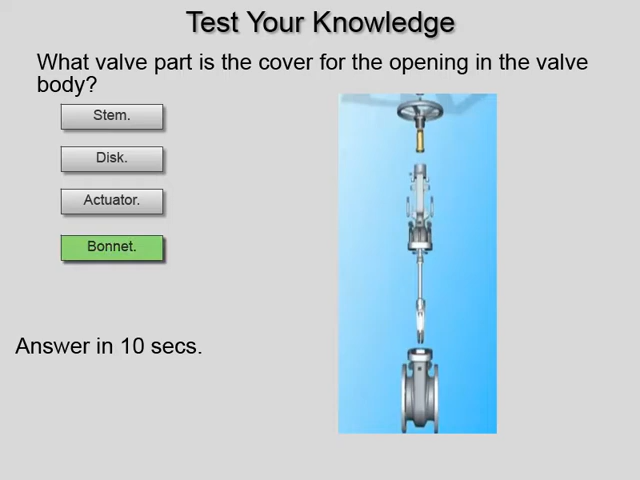 Test Your Knowledge
What valve part is the cover for the opening in the valve
body?
Stem.
Disk.
Actuator.
Bonnet.
Answer in 10 secs.